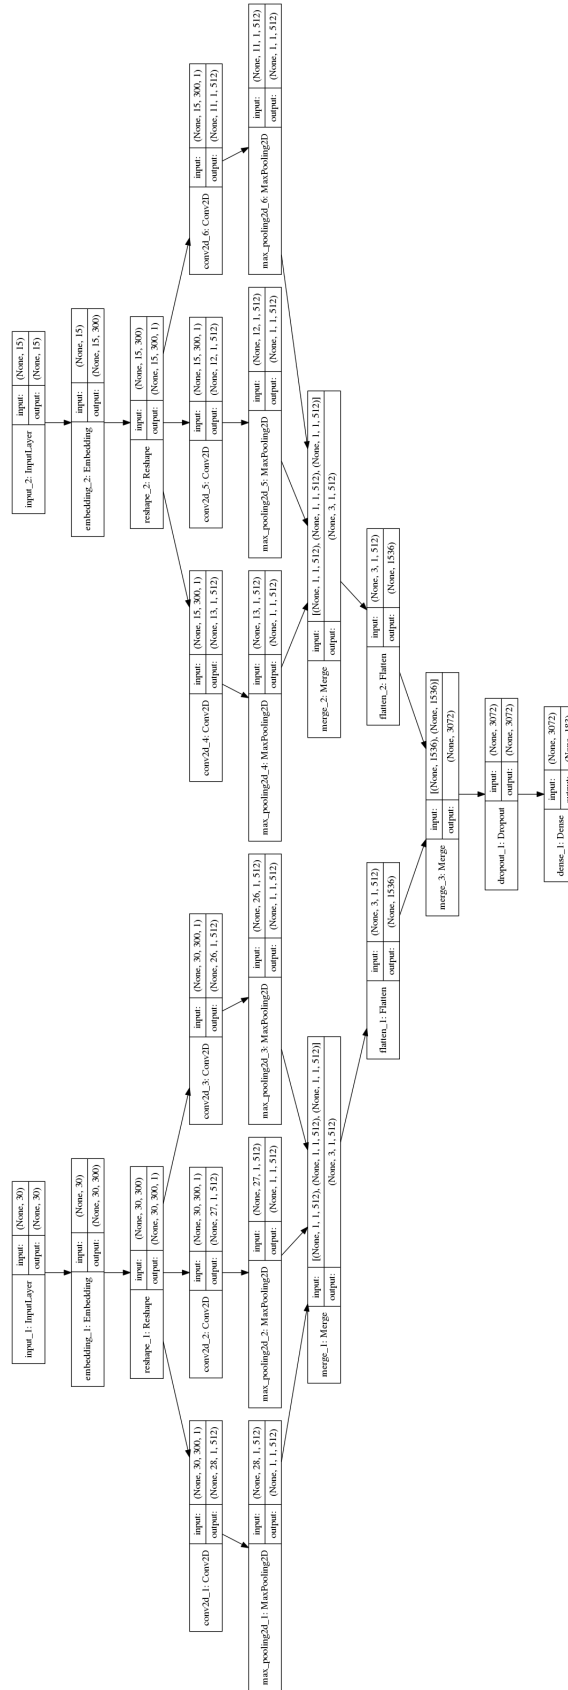 input_1: InputLayer
input: (None, 30)
output: (None, 30)
input_2: InputLayer
input: (None, 15)
output: (None, 15)
embedding_1: Embedding
input: (None, 30)
output: (None, 30, 300)
embedding_2: Embedding
input: (None, 15)
output: (None, 15, 300)
reshape_1: Reshape
input: (None, 30, 300)
output: (None, 30, 300, 1)
reshape_2: Reshape
input: (None, 15, 300)
output: (None, 15, 300, 1)
conv2d_1: Conv2D
input: (None, 30, 300, 1)
output: (None, 28, 1, 512)
conv2d_2: Conv2D
input: (None, 30, 300, 1)
output: (None, 27, 1, 512)
conv2d_3: Conv2D
input: (None, 30, 300, 1)
output: (None, 26, 1, 512)
conv2d_4: Conv2D
input: (None, 15, 300, 1)
output: (None, 13, 1, 512)
conv2d_5: Conv2D
input: (None, 15, 300, 1)
output: (None, 12, 1, 512)
conv2d_6: Conv2D
input: (None, 15, 300, 1)
output: (None, 11, 1, 512)
max_pooling2d_1: MaxPooling2D
input: (None, 28, 1, 512)
output: (None, 1, 1, 512)
max_pooling2d_2: MaxPooling2D
input: (None, 27, 1, 512)
output: (None, 1, 1, 512)
max_pooling2d_3: MaxPooling2D
input: (None, 26, 1, 512)
output: (None, 1, 1, 512)
max_pooling2d_4: MaxPooling2D
input: (None, 13, 1, 512)
output: (None, 1, 1, 512)
max_pooling2d_5: MaxPooling2D
input: (None, 12, 1, 512)
output: (None, 1, 1, 512)
max_pooling2d_6: MaxPooling2D
input: (None, 11, 1, 512)
output: (None, 1, 1, 512)
merge_1: Merge
input: [(None, 1, 1, 512), (None, 1, 1, 512), (None, 1, 1, 512)]
output: (None, 3, 1, 512)
merge_2: Merge
input: [(None, 1, 1, 512), (None, 1, 1, 512), (None, 1, 1, 512)]
output: (None, 3, 1, 512)
flatten_1: Flatten
input: (None, 3, 1, 512)
output: (None, 1536)
flatten_2: Flatten
input: (None, 3, 1, 512)
output: (None, 1536)
merge_3: Merge
input: [(None, 1536), (None, 1536)]
output: (None, 3072)
dropout_1: Dropout
input: (None, 3072)
output: (None, 3072)
dense_1: Dense
input: (None, 3072)